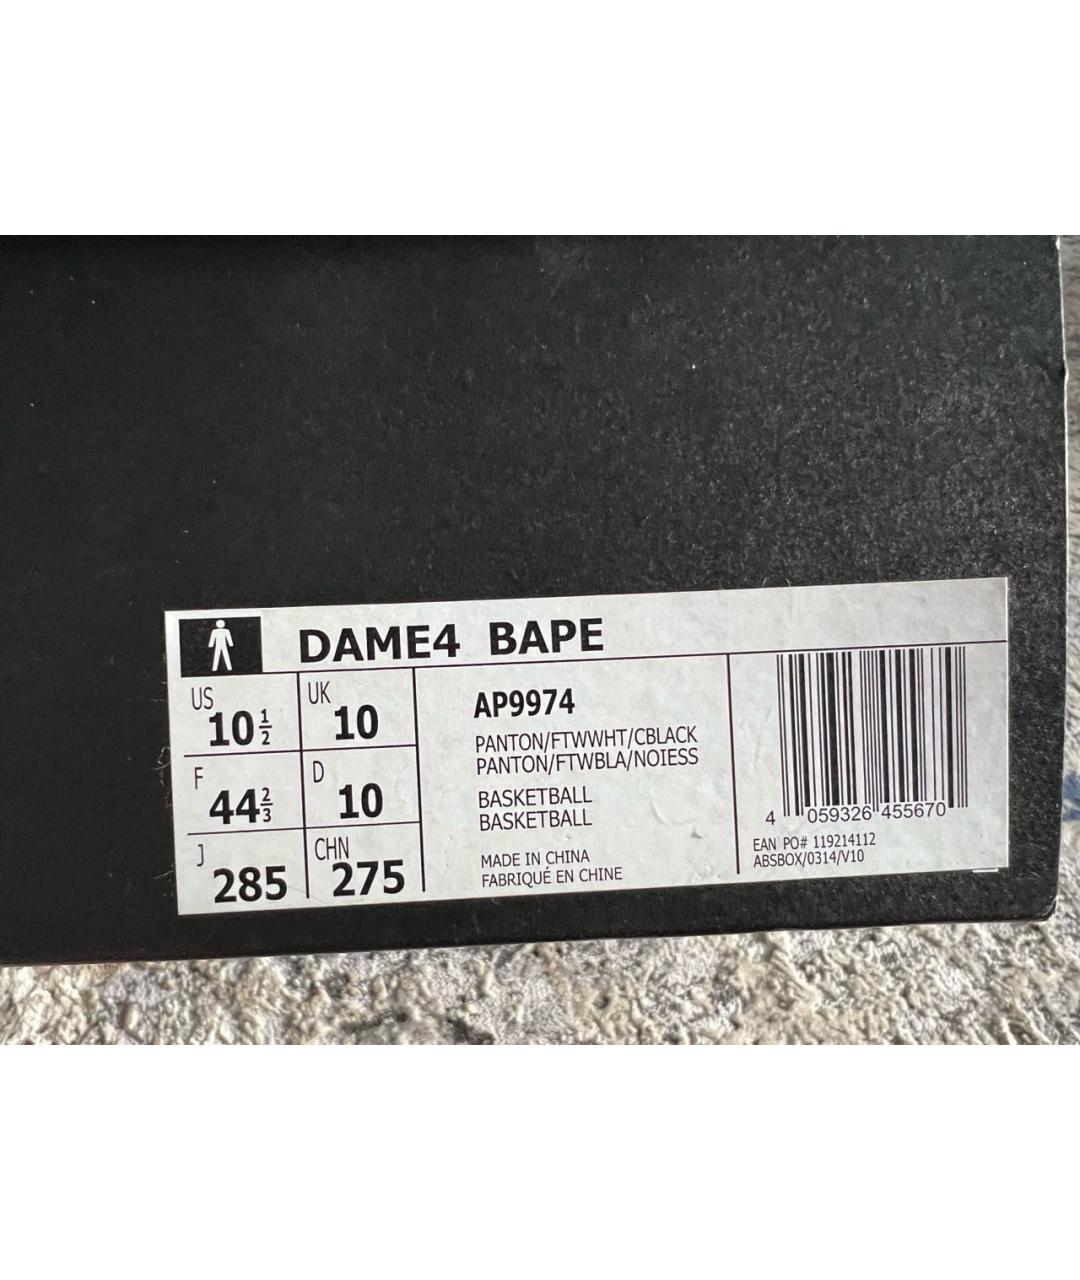 DAME4 BAPE
US 10 1/2
UK 10
F 44 2/3
D 10
J 285
CHN 275
AP9974
PANTON/FTWWHT/CBLACK
PANTON/FTWBLA/NOIESS
BASKETBALL
BASKETBALL
MADE IN CHINA
FABRIQUÉ EN CHINE
4 059326 455670
EAN PO# 119214112
ABSBOX/0314/V10